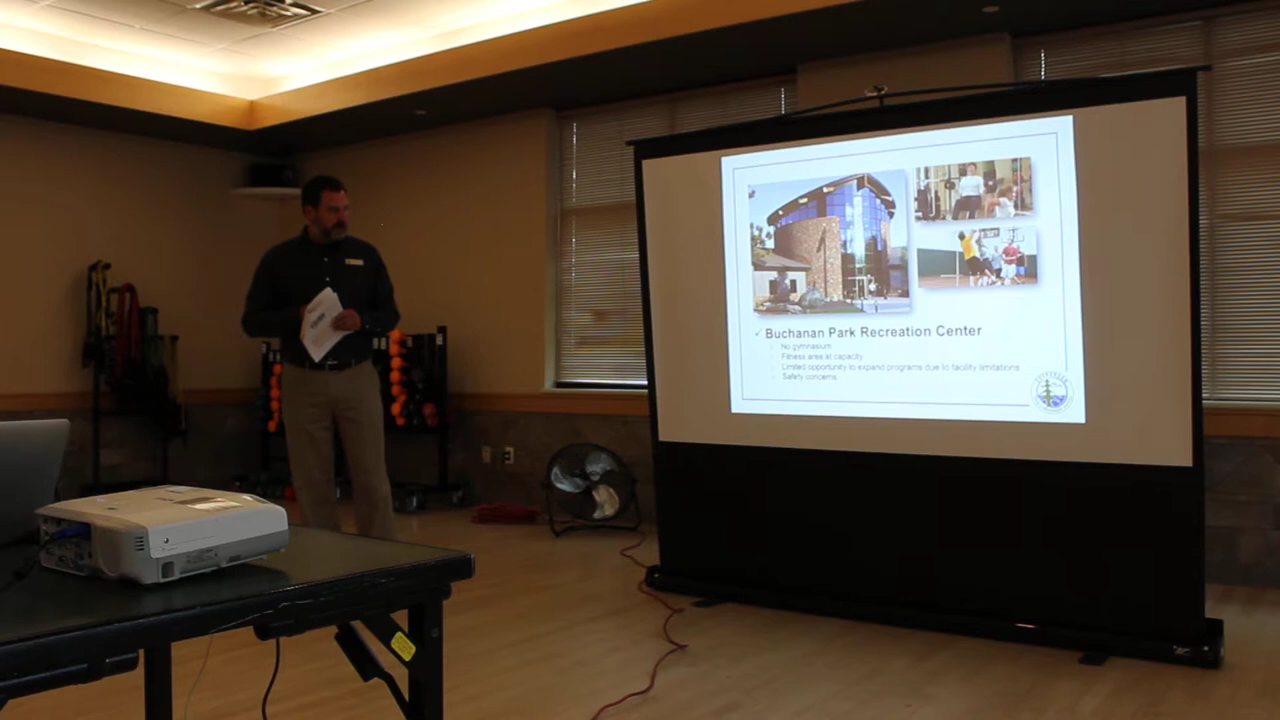 ✓ Buchanan Park Recreation Center
No gymnasium
Fitness area at capacity
Limited opportunity to expand programs due to facility limitations
Safety concerns
EVERGREEN